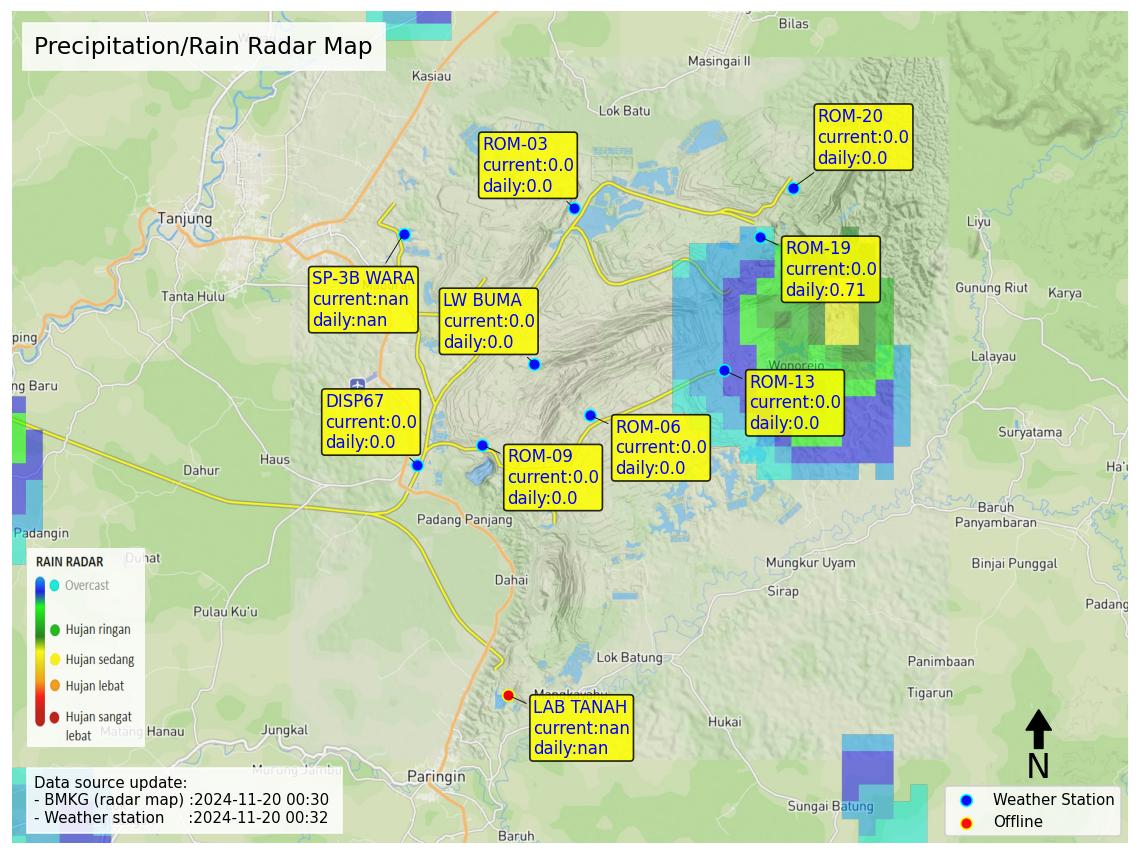 Precipitation/Rain Radar Map
Bilas
Masingai II
Kasiau
Lok Batu
ROM-20
current:0.0
daily:0.0
ROM-03
current:0.0
daily:0.0
Tanjung
Liyu
ROM-19
current:0.0
daily:0.71
SP-3B WARA
current:nan
daily:nan
Tanta Hulu
LW BUMA
current:0.0
daily:0.0
Gunung Riut
Karya
ping
Lalayau
Wonorejo
ng Baru
ROM-13
current:0.0
daily:0.0
DISP67
current:0.0
daily:0.0
ROM-06
current:0.0
daily:0.0
Suryatama
ROM-09
current:0.0
daily:0.0
Haus
Dahur
Ha'u
Baruh
Panyambaran
Padang Panjang
Padangin
Duhat
Mungkur Uyam
Binjai Punggal
Dahai
Sirap
Padang
Pulau Ku'u
RAIN RADAR
Overcast
Hujan ringan
Hujan sedang
Hujan lebat
Hujan sangat
lebat
Lok Batung
Panimbaan
Tigarun
Mangkayahu
LAB TANAH
current:nan
daily:nan
Hukai
Matang Hanau
Jungkal
Murung Jambu
Paringin
N
Data source update:
- BMKG (radar map) :2024-11-20 00:30
- Weather station :2024-11-20 00:32
Sungai Batung
Weather Station
Offline
Baruh